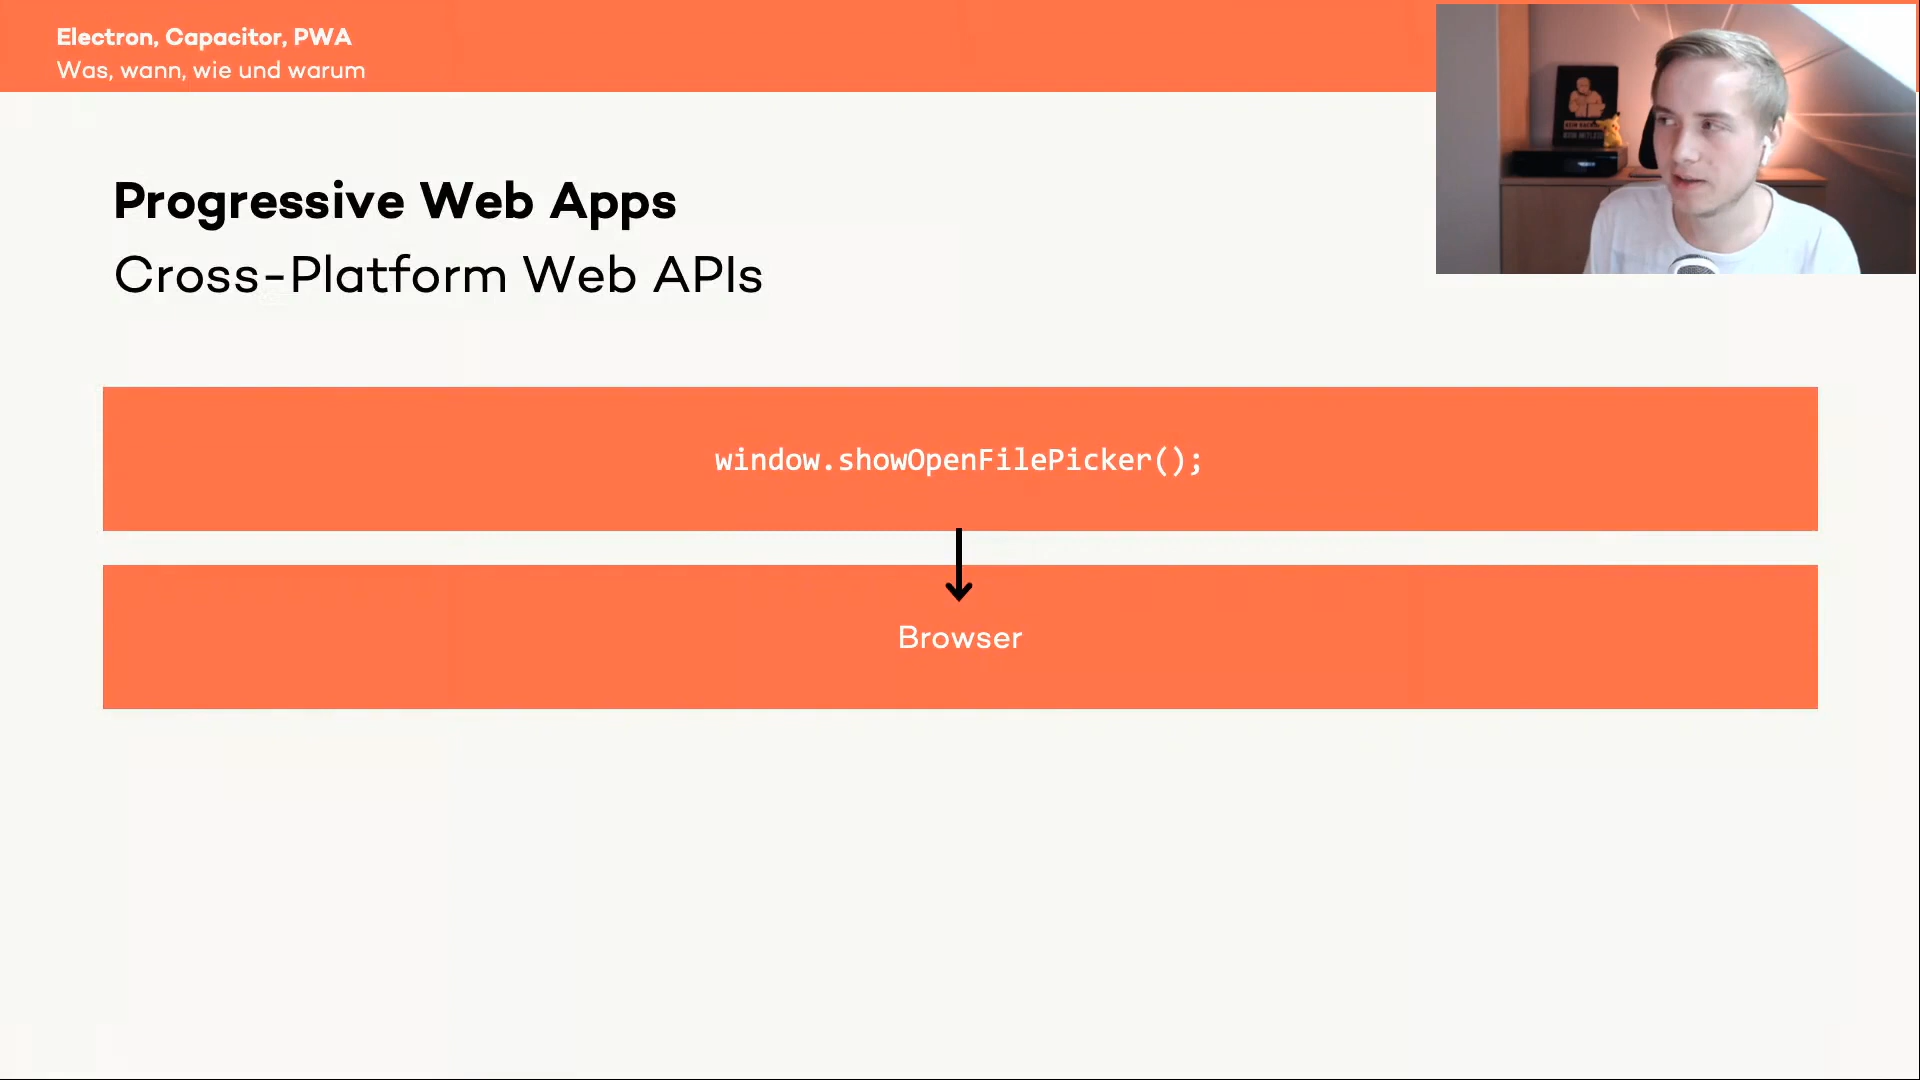 Electron, Capacitor, PWA
Was, wann, wie und warum
Progressive Web Apps
Cross-Platform Web APIs
window.showOpenFilePicker();
Browser